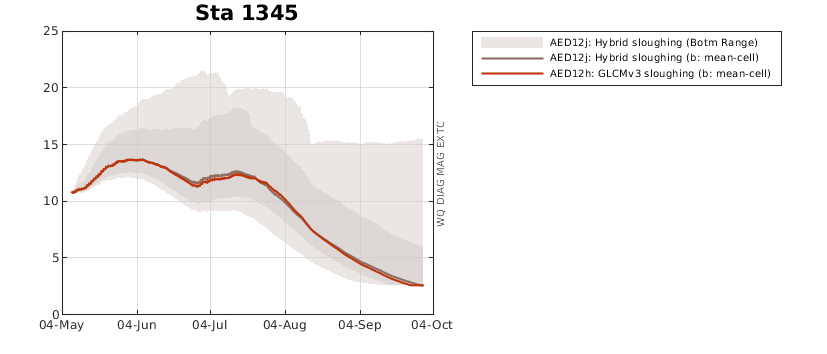 Sta 1345
25
20
15
10
5
0
04-May
04-Jun
04-Jul
04-Aug
04-Sep
04-Oct
WQ DIAG MAG EXTC
AED12j: Hybrid sloughing (Botm Range)
AED12j: Hybrid sloughing (b: mean-cell)
AED12h: GLCMv3 sloughing (b: mean-cell)